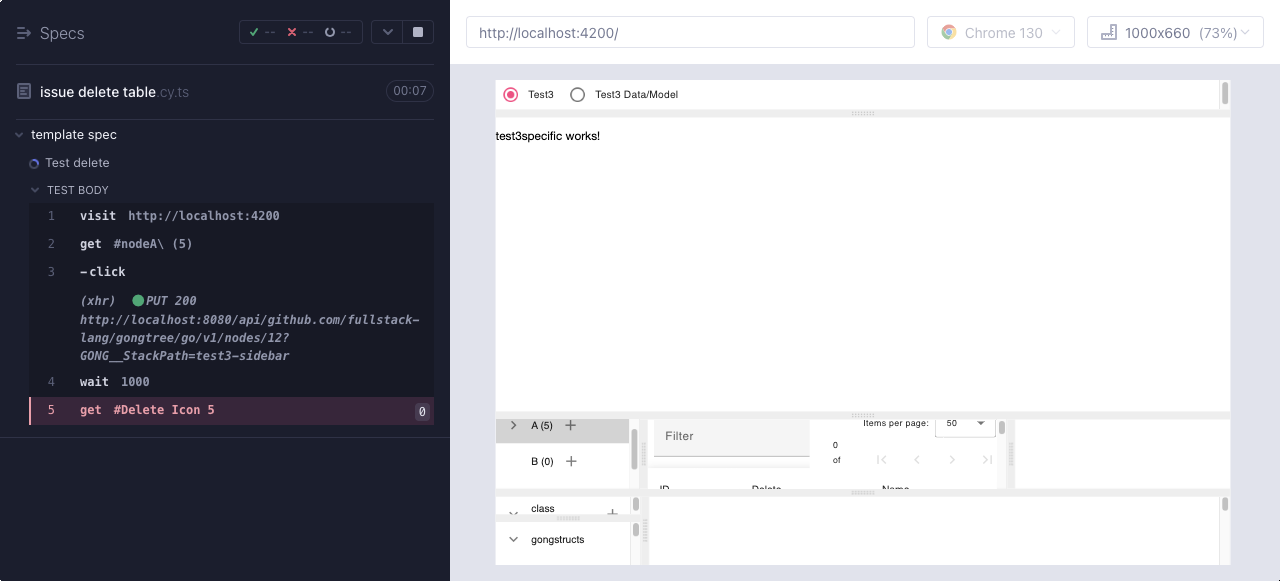 Specs
-- -- --
issue delete table.cy.ts
00:07
template spec
Test delete
TEST BODY
1 visit http://localhost:4200
2 get #nodeA\ (5)
3 -click
(xhr) PUT 200
http://localhost:8080/api/github.com/fullstack-
lang/gongtree/go/v1/nodes/12?
GONG__StackPath=test3-sidebar
4 wait 1000
5 get #Delete Icon 5 0
http://localhost:4200/
Chrome 130
1000x660 (73%)
Test3
Test3 Data/Model
test3specific works!
A (5)
B (0)
Filter
Items per page: 50
0
of
ID Delete Name
class
gongstructs